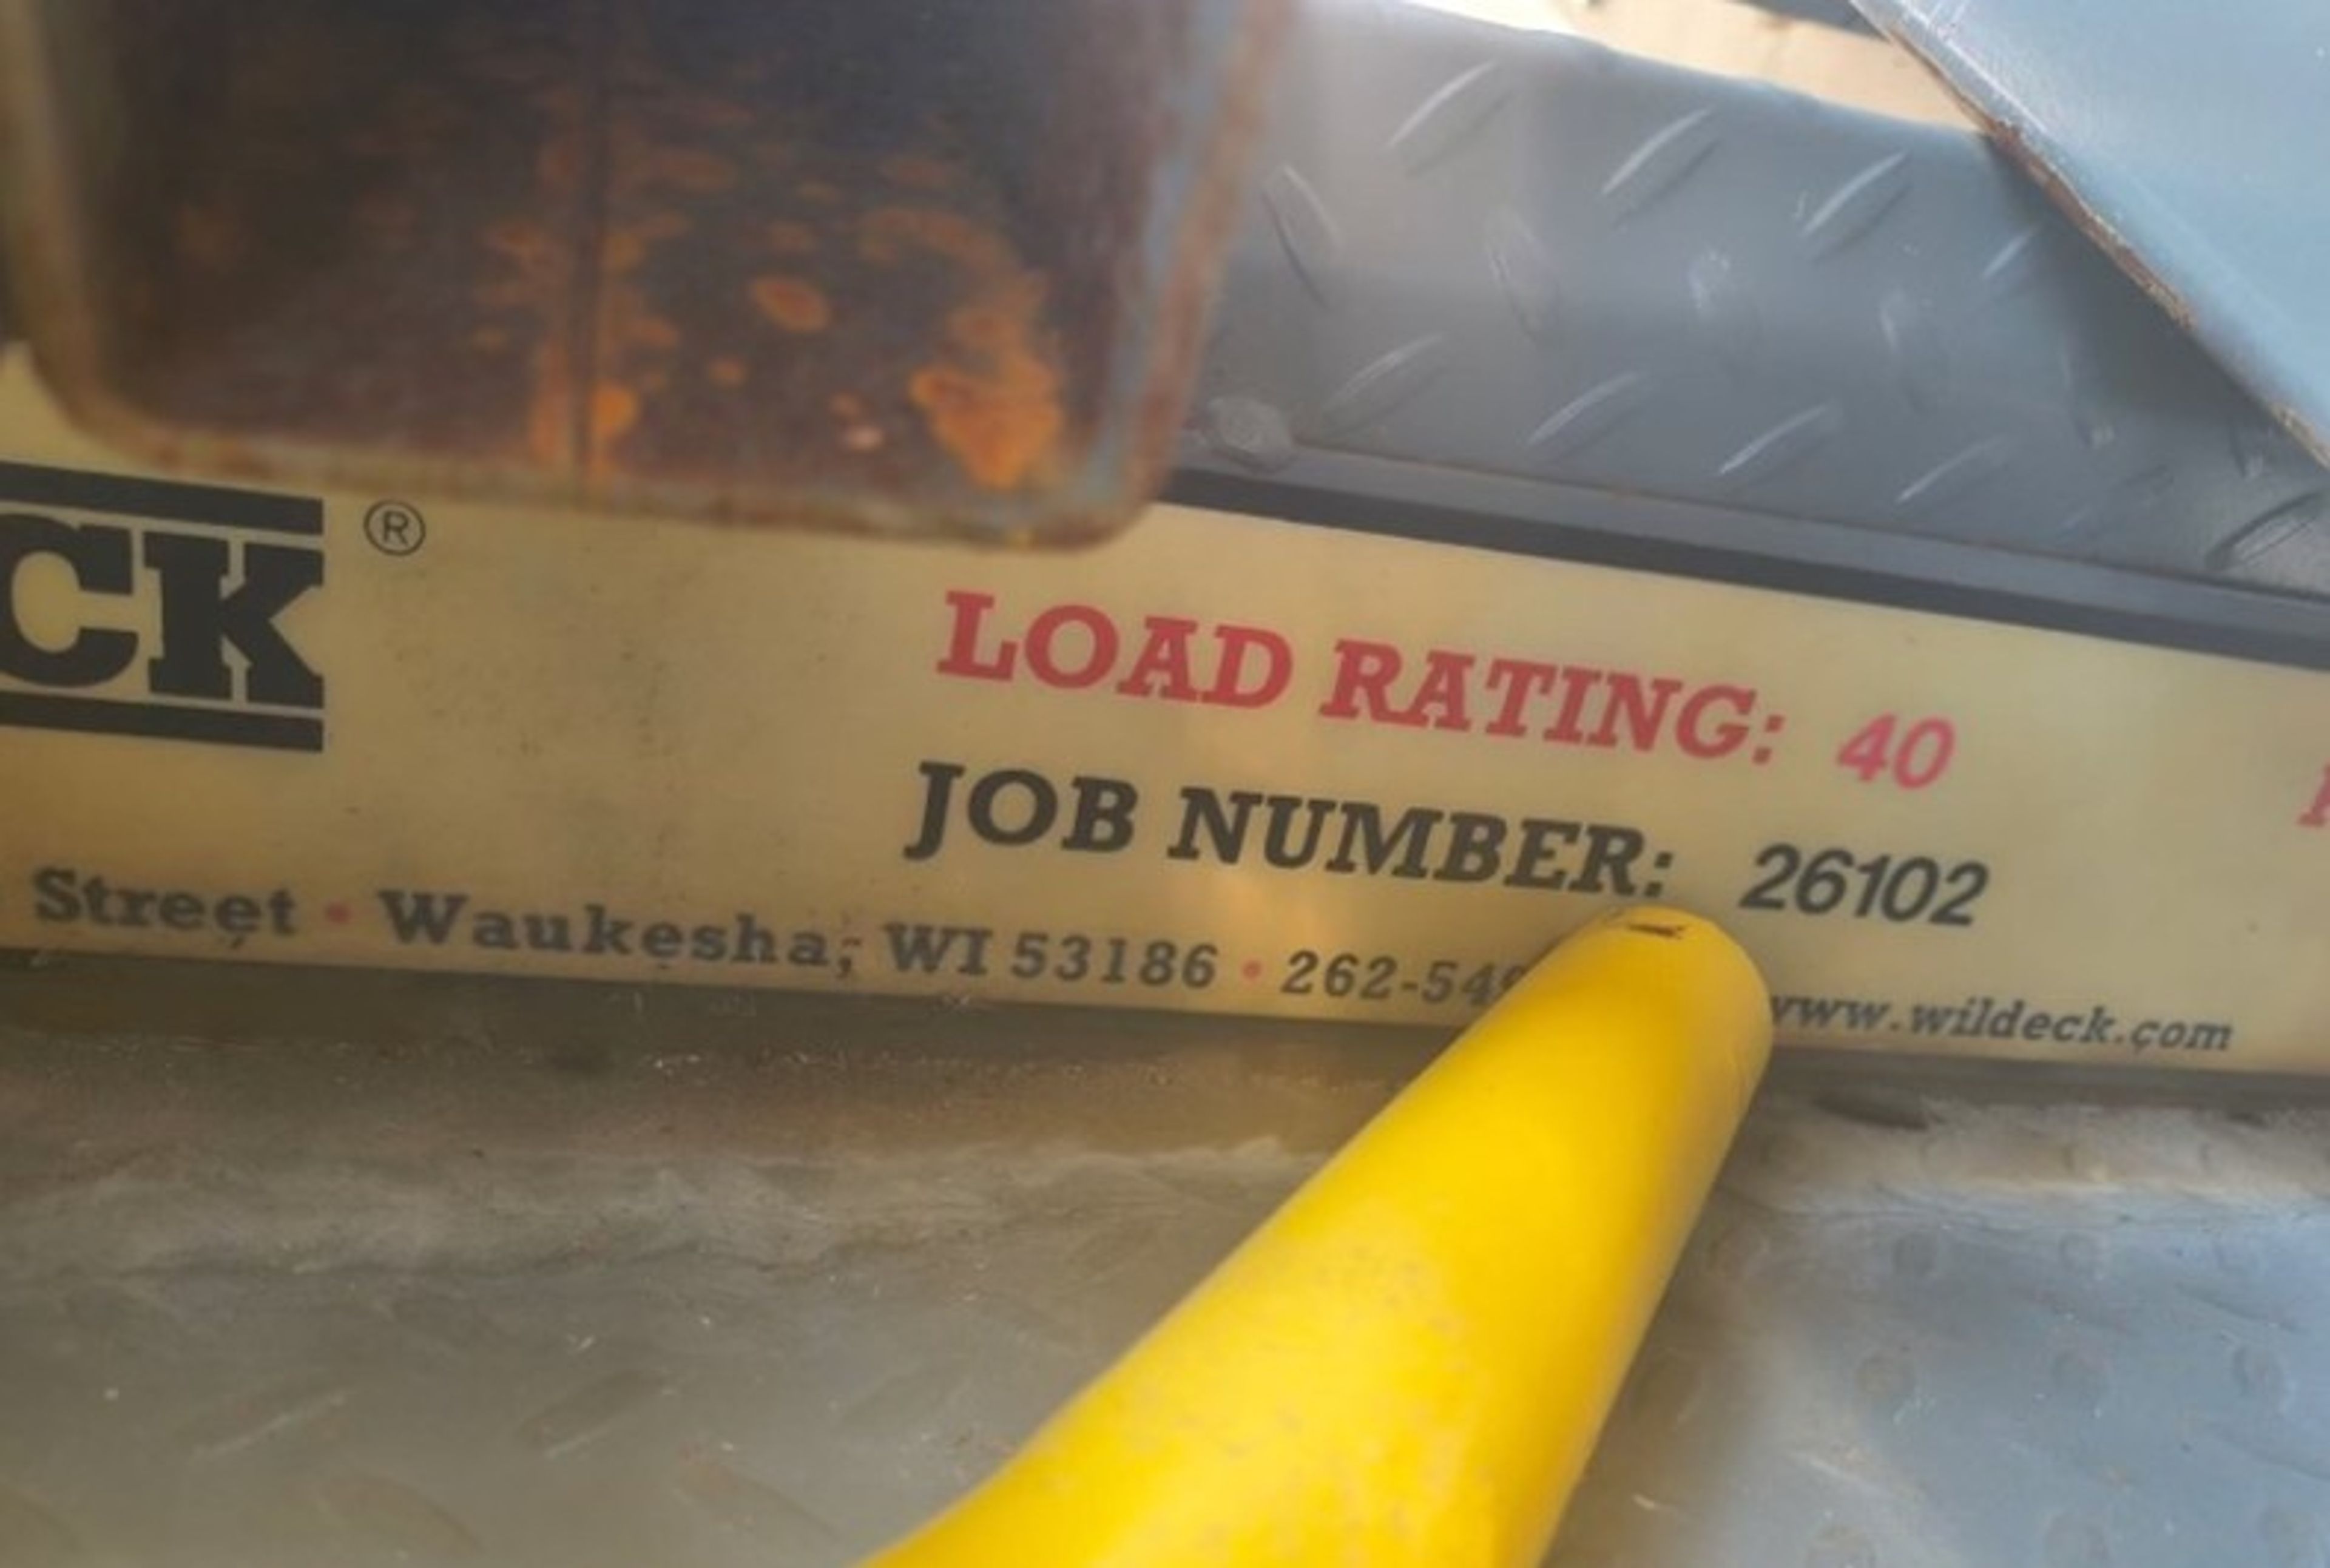 CK®
LOAD RATING: 40
JOB NUMBER: 26102
Street • Waukesha, WI 53186 • 262-54 www.wildeck.com